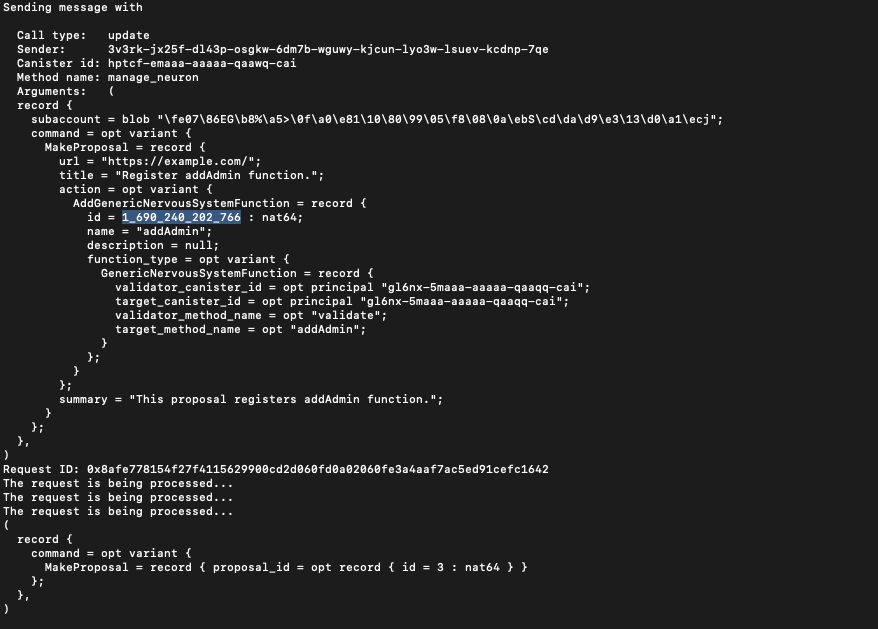 Sending message with
Call type:   update
Sender:      3v3rk-jx25f-dl43p-osgkw-6dm7b-wguwy-kjcun-lyo3w-lsuev-kcdnp-7qe
Canister id: hptcf-emaaa-aaaaa-qaawq-cai
Method name: manage_neuron
Arguments:   (
record {
subaccount = blob "\fe07\86EG\b8%\a5>\0f\a0\e81\10\80\99\05\f8\08\0a\ebS\cd\da\d9\e3\13\d0\a1\ecj";
command = opt variant {
MakeProposal = record {
url = "https://example.com/";
title = "Register addAdmin function.";
action = opt variant {
AddGenericNervousSystemFunction = record {
id = 1_690_240_202_766 : nat64;
name = "addAdmin";
description = null;
function_type = opt variant {
GenericNervousSystemFunction = record {
validator_canister_id = opt principal "gl6nx-5maaa-aaaaa-qaaqq-cai";
target_canister_id = opt principal "gl6nx-5maaa-aaaaa-qaaqq-cai";
validator_method_name = opt "validate";
target_method_name = opt "addAdmin";
}
};
}
};
summary = "This proposal registers addAdmin function.";
}
};
},
)
Request ID: 0x8afe778154f27f4115629900cd2d060fd0a02060fe3a4aaf7ac5ed91cefc1642
The request is being processed...
The request is being processed...
The request is being processed...
(
record {
command = opt variant {
MakeProposal = record { proposal_id = opt record { id = 3 : nat64 } }
};
},
)